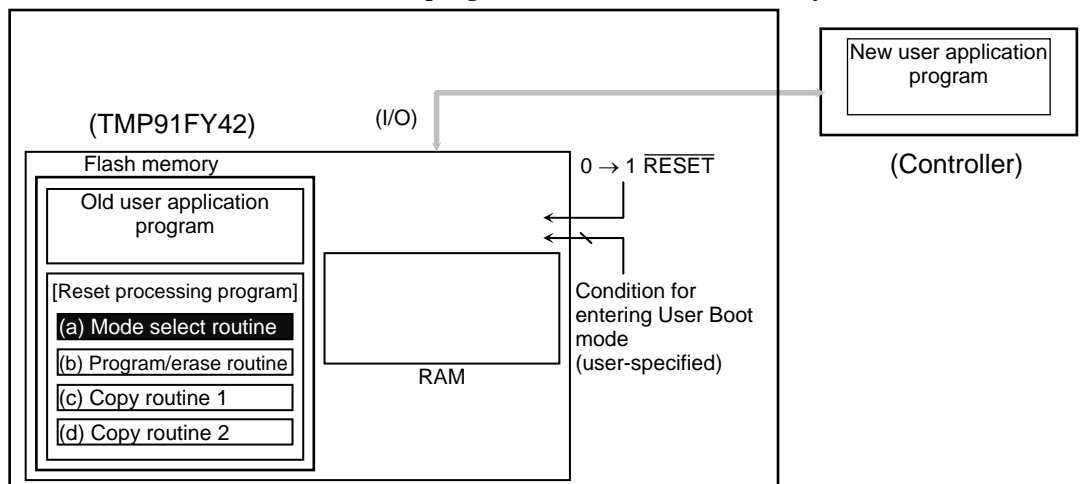 New user application
program
(TMP91FY42)
(I/O)
(Controller)
Flash memory
0 → 1 RESET
Old user application
program
[Reset processing program]
(a) Mode select routine
(b) Program/erase routine
(c) Copy routine 1
(d) Copy routine 2
RAM
Condition for
entering User Boot
mode
(user-specified)